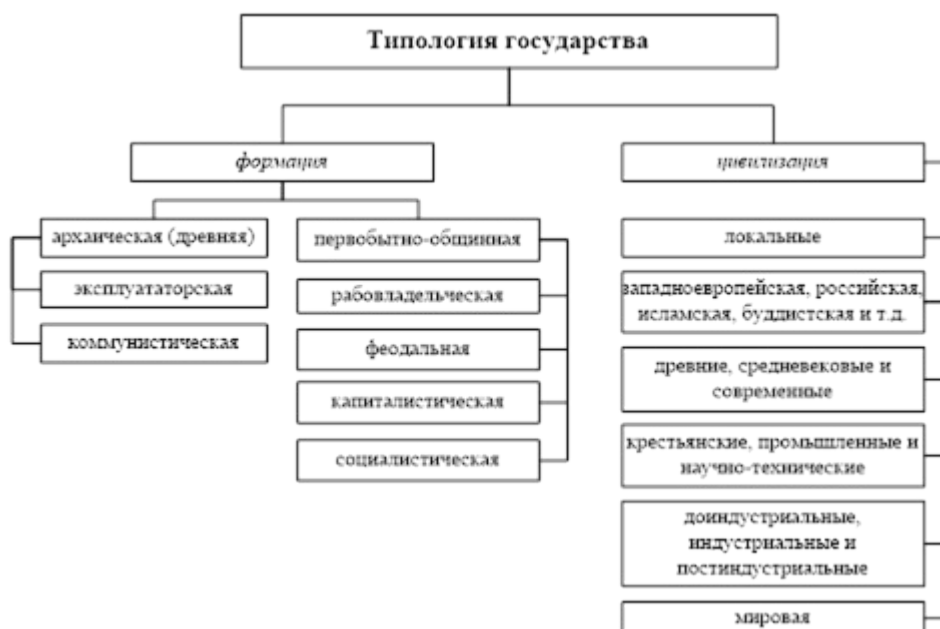 Типология государства
формация
цивилизация
архаическая (древняя)
эксплуататорская
коммунистическая
первобытно-общинная
рабовладельческая
феодальная
капиталистическая
социалистическая
локальные
западноевропейская, российская,
исламская, буддистская и т.д.
древние, средневековые и
современные
крестьянские, промышленные и
научно-технические
доиндустриальные,
индустриальные и
постиндустриальные
мировая